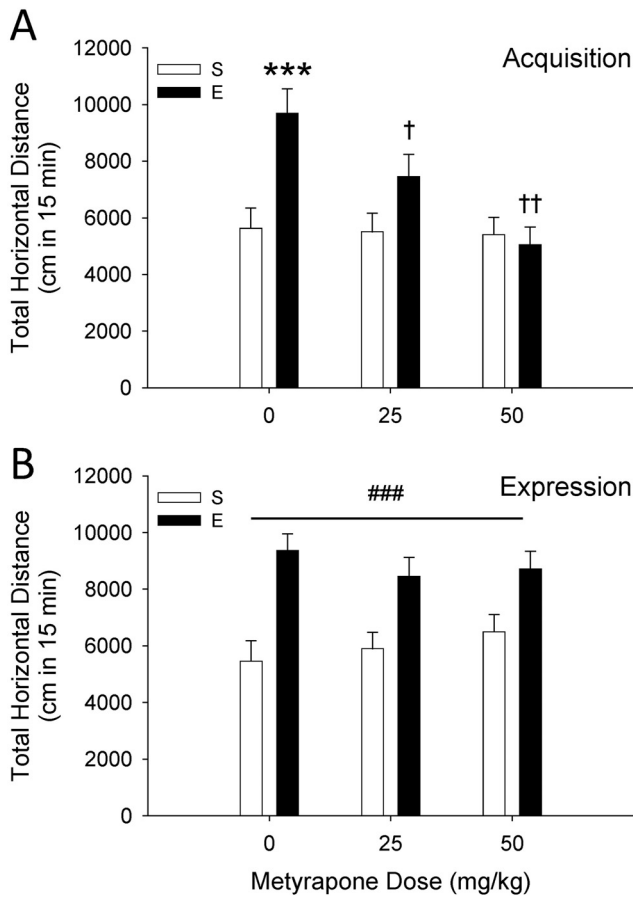 A
Acquisition
Total Horizontal Distance
(cm in 15 min)
12000
10000
8000
6000
4000
2000
0
S
E
***
†
††
0
25
50
B
Expression
Total Horizontal Distance
(cm in 15 min)
12000
10000
8000
6000
4000
2000
0
S
E
###
0
25
50
Metyrapone Dose (mg/kg)